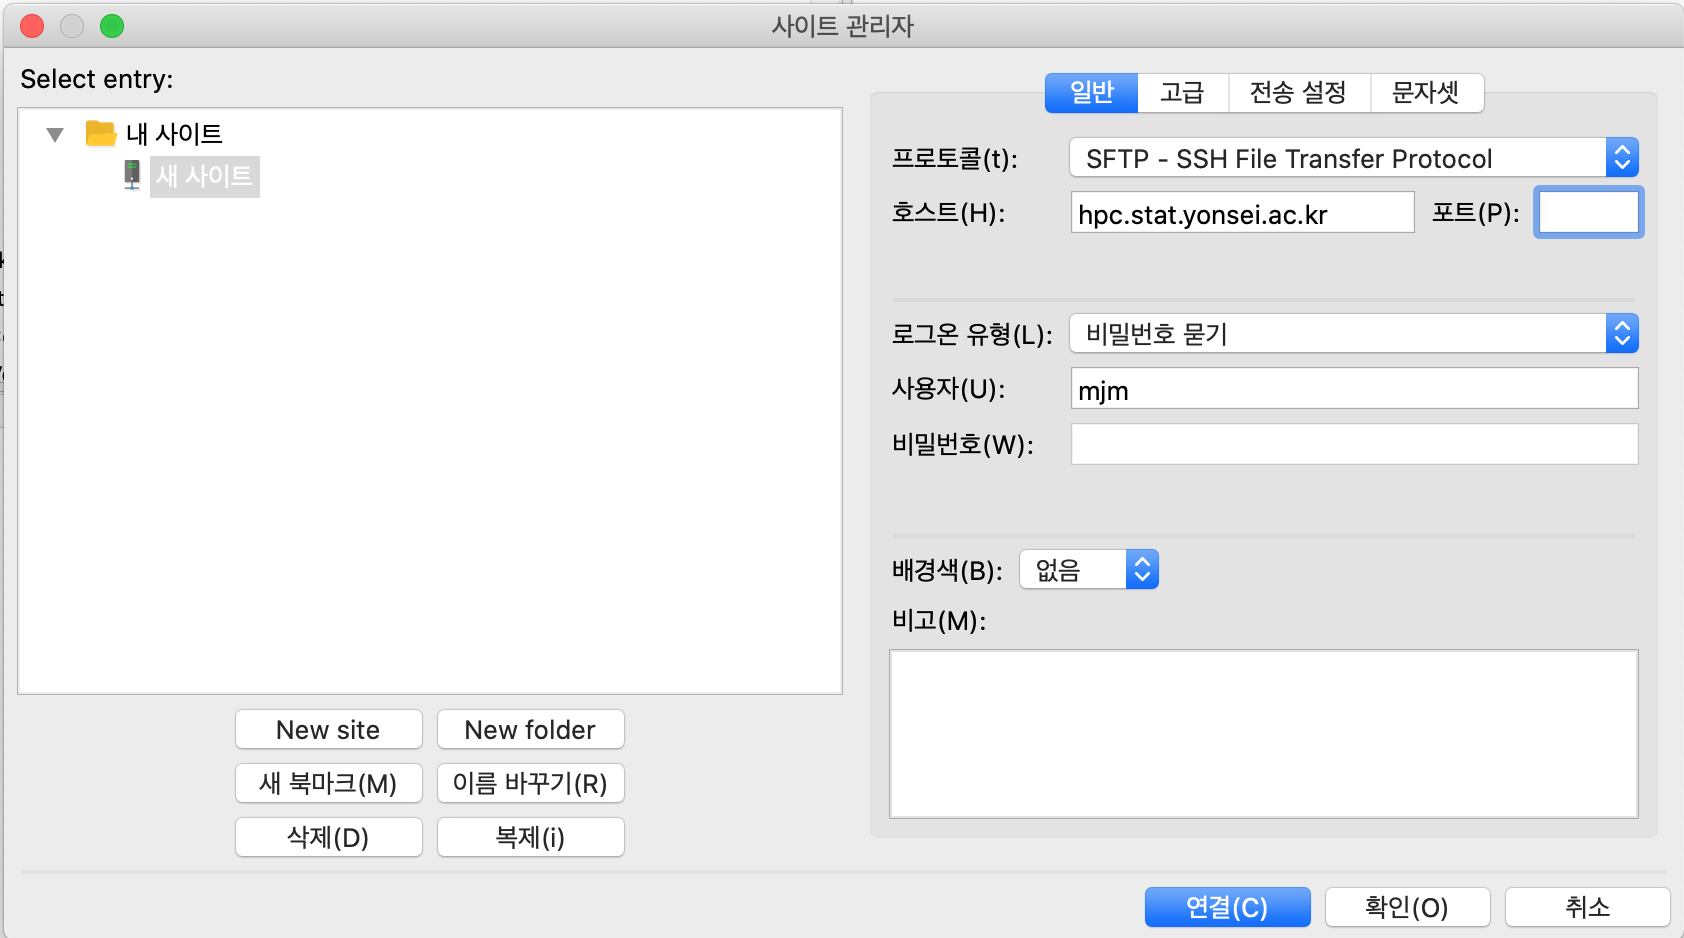 사이트 관리자
Select entry:
내 사이트
새 사이트
New site
New folder
새 북마크(M)
이름 바꾸기(R)
삭제(D)
복제(i)
일반
고급
전송 설정
문자셋
프로토콜(t):
SFTP - SSH File Transfer Protocol
호스트(H):
hpc.stat.yonsei.ac.kr
포트(P):
로그온 유형(L):
비밀번호 묻기
사용자(U):
mjm
비밀번호(W):
배경색(B):
없음
비고(M):
연결(C)
확인(O)
취소